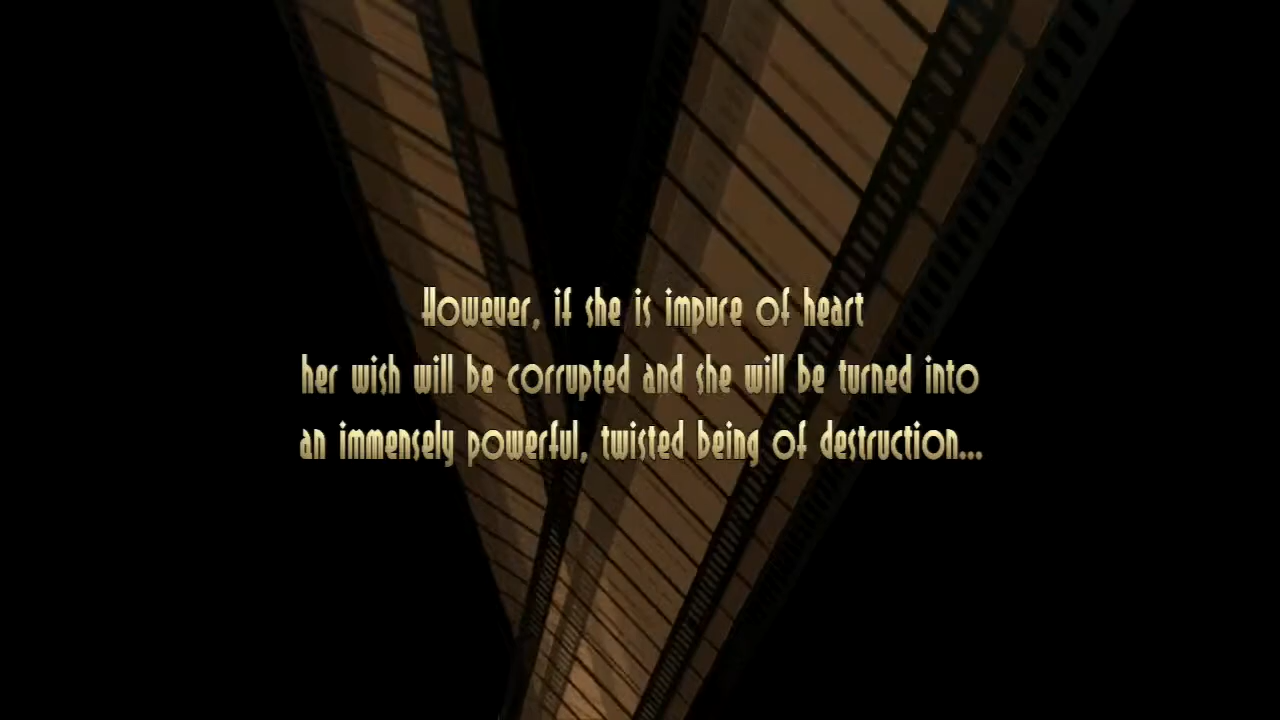 However, if she is impure of heart
her wish will be corrupted and she will be turned into
an immensely powerful, twisted being of destruction...